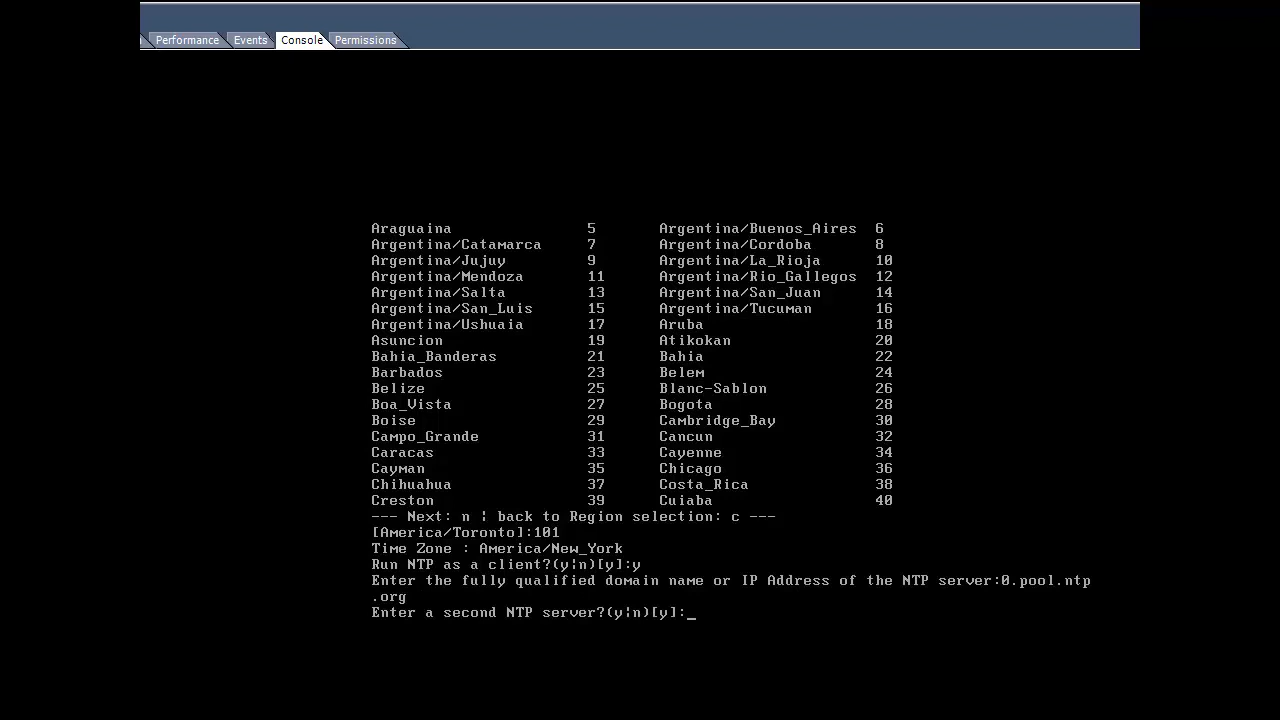 Performance Events Console Permissions
Araguaina 5 Argentina/Buenos_Aires 6
Argentina/Catamarca 7 Argentina/Cordoba 8
Argentina/Jujuy 9 Argentina/La_Rioja 10
Argentina/Mendoza 11 Argentina/Rio_Gallegos 12
Argentina/Salta 13 Argentina/San_Juan 14
Argentina/San_Luis 15 Argentina/Tucuman 16
Argentina/Ushuaia 17 Aruba 18
Asuncion 19 Atikokan 20
Bahia_Banderas 21 Bahia 22
Barbados 23 Belem 24
Belize 25 Blanc-Sablon 26
Boa_Vista 27 Bogota 28
Boise 29 Cambridge_Bay 30
Campo_Grande 31 Cancun 32
Caracas 33 Cayenne 34
Cayman 35 Chicago 36
Chihuahua 37 Costa_Rica 38
Creston 39 Cuiaba 40
--- Next: n ¦ back to Region selection: c ---
[America/Toronto]:101
Time Zone : America/New_York
Run NTP as a client?(y¦n)[y]:y
Enter the fully qualified domain name or IP Address of the NTP server:0.pool.ntp
.org
Enter a second NTP server?(y¦n)[y]:_